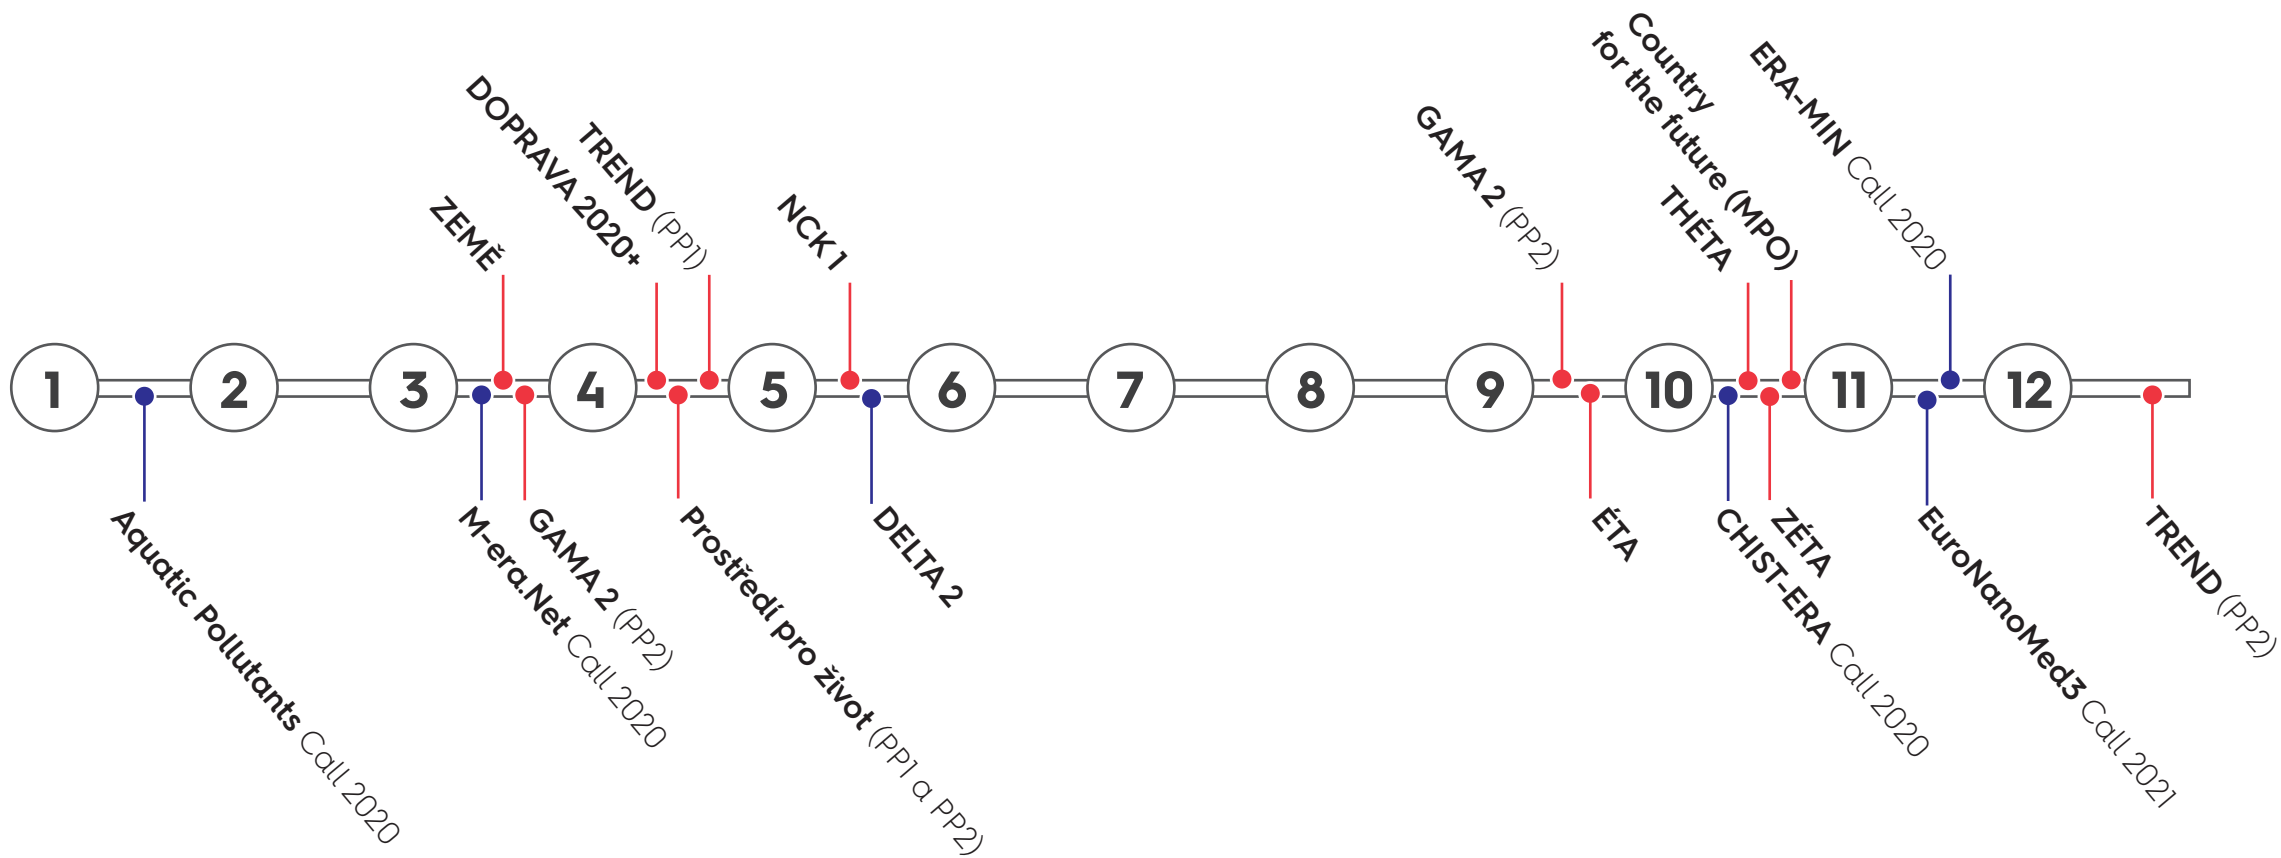 Country
for the future (MPO)
ERA-MIN Call 2020
DOPRAVA 2020+
TREND (PP1)
GAMA 2 (PP2)
ZEMĚ
NCK 1
THÉTA
1
2
3
4
5
6
7
8
9
10
11
12
Aquatic Pollutants Call 2020
M-era.Net Call 2020
GAMA 2 (PP2)
Prostředí pro život (PP1 a PP2)
DELTA 2
ÉTA
CHIST-ERA Call 2020
ZÉTA
EuroNanoMed3 Call 2021
TREND (PP2)